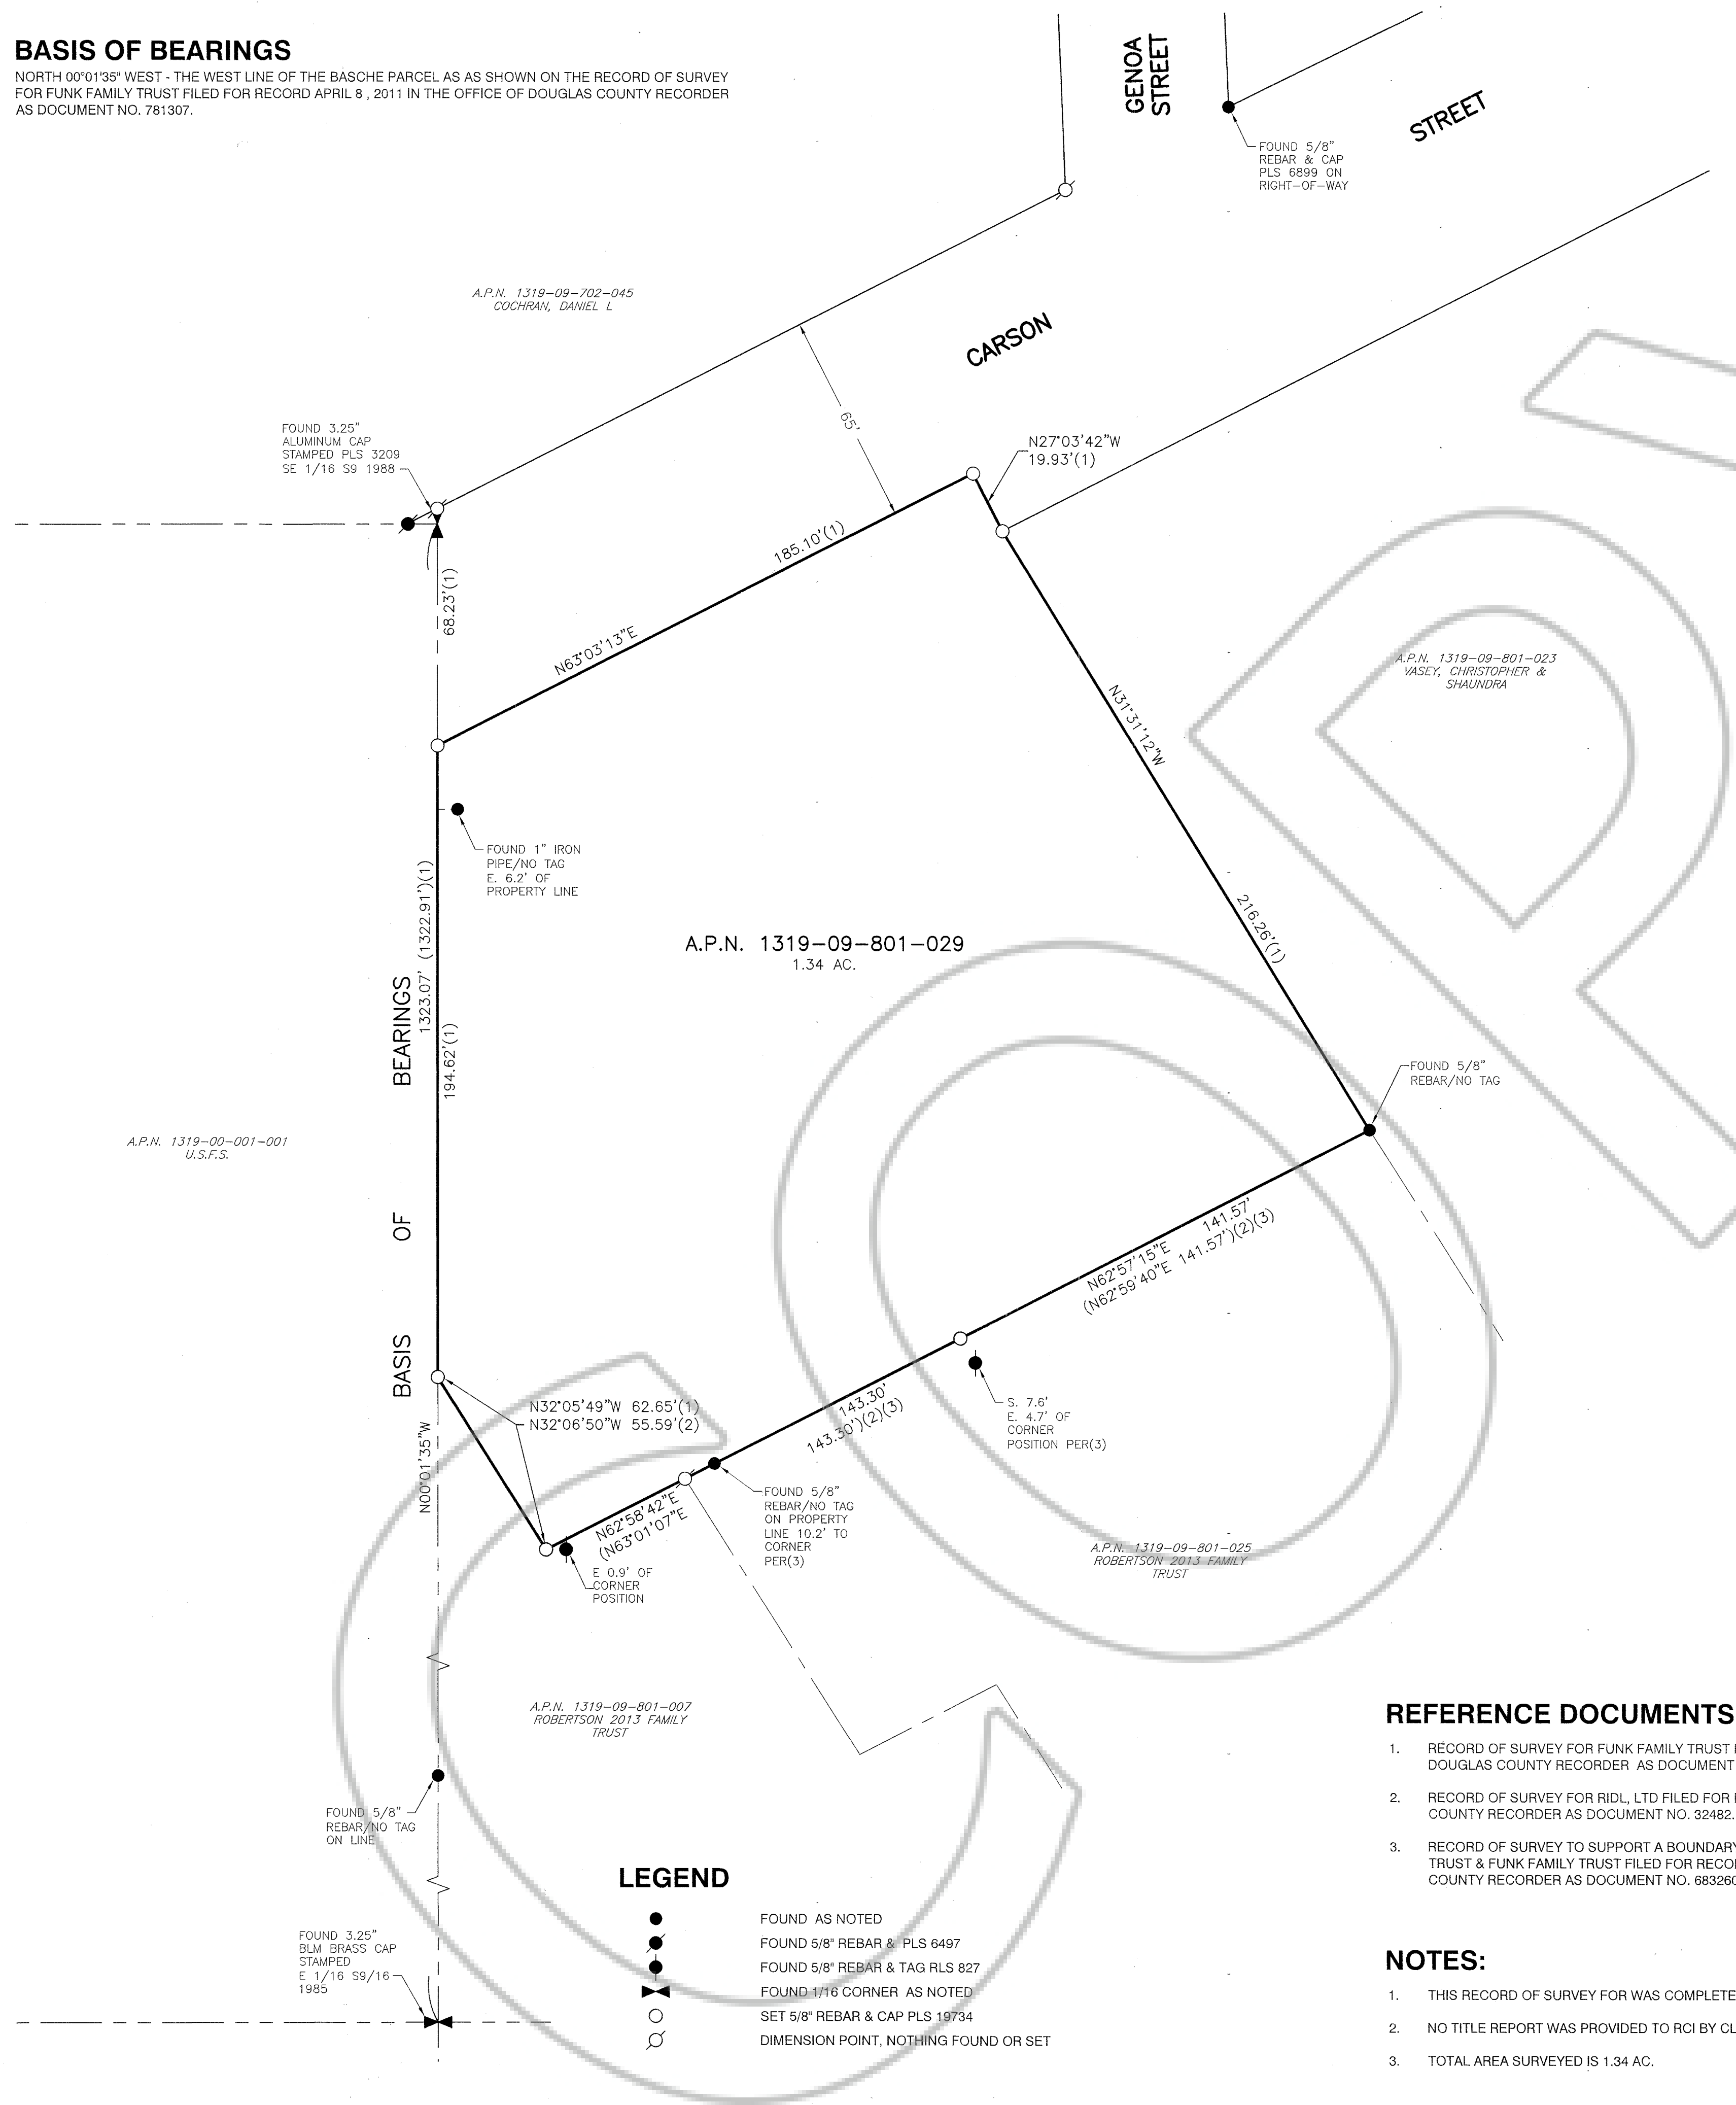 BASIS OF BEARINGS
NORTH 00°01'35" WEST - THE WEST LINE OF THE BASCHE PARCEL AS AS SHOWN ON THE RECORD OF SURVEY
FOR FUNK FAMILY TRUST FILED FOR RECORD APRIL 8 , 2011 IN THE OFFICE OF DOUGLAS COUNTY RECORDER
AS DOCUMENT NO. 781307.
GENOA
STREET
STREET
FOUND 5/8"
REBAR & CAP
PLS 6899 ON
RIGHT-OF-WAY
A.P.N. 1319-09-702-045
COCHRAN, DANIEL L
CARSON
65'
FOUND 3.25"
ALUMINUM CAP
STAMPED PLS 3209
SE 1/16 S9 1988
N27°03'42"W
19.93'(1)
185.10'(1)
68.23'(1)
N63°03'13"E
A.P.N. 1319-09-801-023
VASEY, CHRISTOPHER &
SHAUNDRA
N31°31'12"W
216.26'(1)
FOUND 1" IRON
PIPE/NO TAG
E. 6.2' OF
PROPERTY LINE
1323.07' (1322.91')(1)
194.62'(1)
A.P.N. 1319-09-801-029
1.34 AC.
BASIS OF BEARINGS
FOUND 5/8"
REBAR/NO TAG
A.P.N. 1319-00-001-001
U.S.F.S.
141.57'
N62°57'15"E
(N62°59'40"E 141.57')(2)(3)
N32°05'49"W 62.65'(1)
N32°06'50"W 55.59'(2)
N00°01'35"W
143.30'
143.30')(2)(3)
S. 7.6'
E. 4.7' OF
CORNER
POSITION PER(3)
N62°58'42"E
(N63°01'07"E
FOUND 5/8"
REBAR/NO TAG
ON PROPERTY
LINE 10.2' TO
CORNER
PER(3)
E 0.9' OF
CORNER
POSITION
A.P.N. 1319-09-801-025
ROBERTSON 2013 FAMILY
TRUST
A.P.N. 1319-09-801-007
ROBERTSON 2013 FAMILY
TRUST
FOUND 5/8"
REBAR/NO TAG
ON LINE
FOUND 3.25"
BLM BRASS CAP
STAMPED
E 1/16 S9/16
1985
LEGEND
FOUND AS NOTED
FOUND 5/8" REBAR & PLS 6497
FOUND 5/8" REBAR & TAG RLS 827
FOUND 1/16 CORNER AS NOTED
SET 5/8" REBAR & CAP PLS 19734
DIMENSION POINT, NOTHING FOUND OR SET
REFERENCE DOCUMENTS
1. RECORD OF SURVEY FOR FUNK FAMILY TRUST
DOUGLAS COUNTY RECORDER AS DOCUMENT
2. RECORD OF SURVEY FOR RIDL, LTD FILED FOR
COUNTY RECORDER AS DOCUMENT NO. 32482.
3. RECORD OF SURVEY TO SUPPORT A BOUNDARY
TRUST & FUNK FAMILY TRUST FILED FOR RECO
COUNTY RECORDER AS DOCUMENT NO. 683260
NOTES:
1. THIS RECORD OF SURVEY FOR WAS COMPLETE
2. NO TITLE REPORT WAS PROVIDED TO RCI BY CL
3. TOTAL AREA SURVEYED IS 1.34 AC.